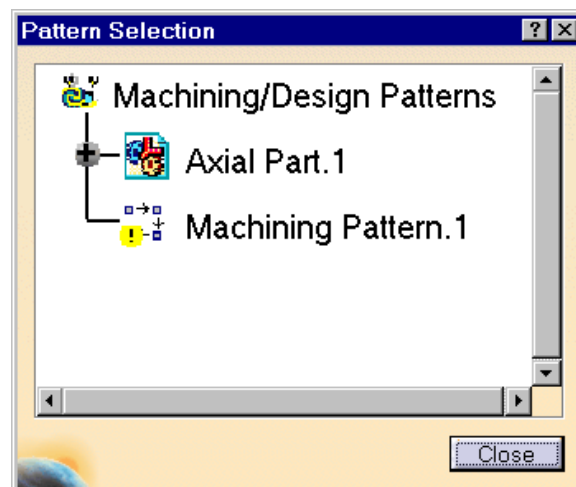 Pattern Selection
Machining/Design Patterns
Axial Part.1
Machining Pattern.1
Close